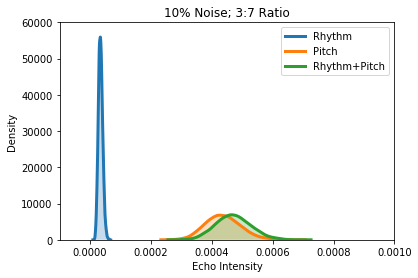 10% Noise; 3:7 Ratio
Rhythm
Pitch
Rhythm+Pitch
60000
50000
40000
30000
20000
10000
0
Density
0.0000 0.0002 0.0004 0.0006 0.0008 0.0010
Echo Intensity